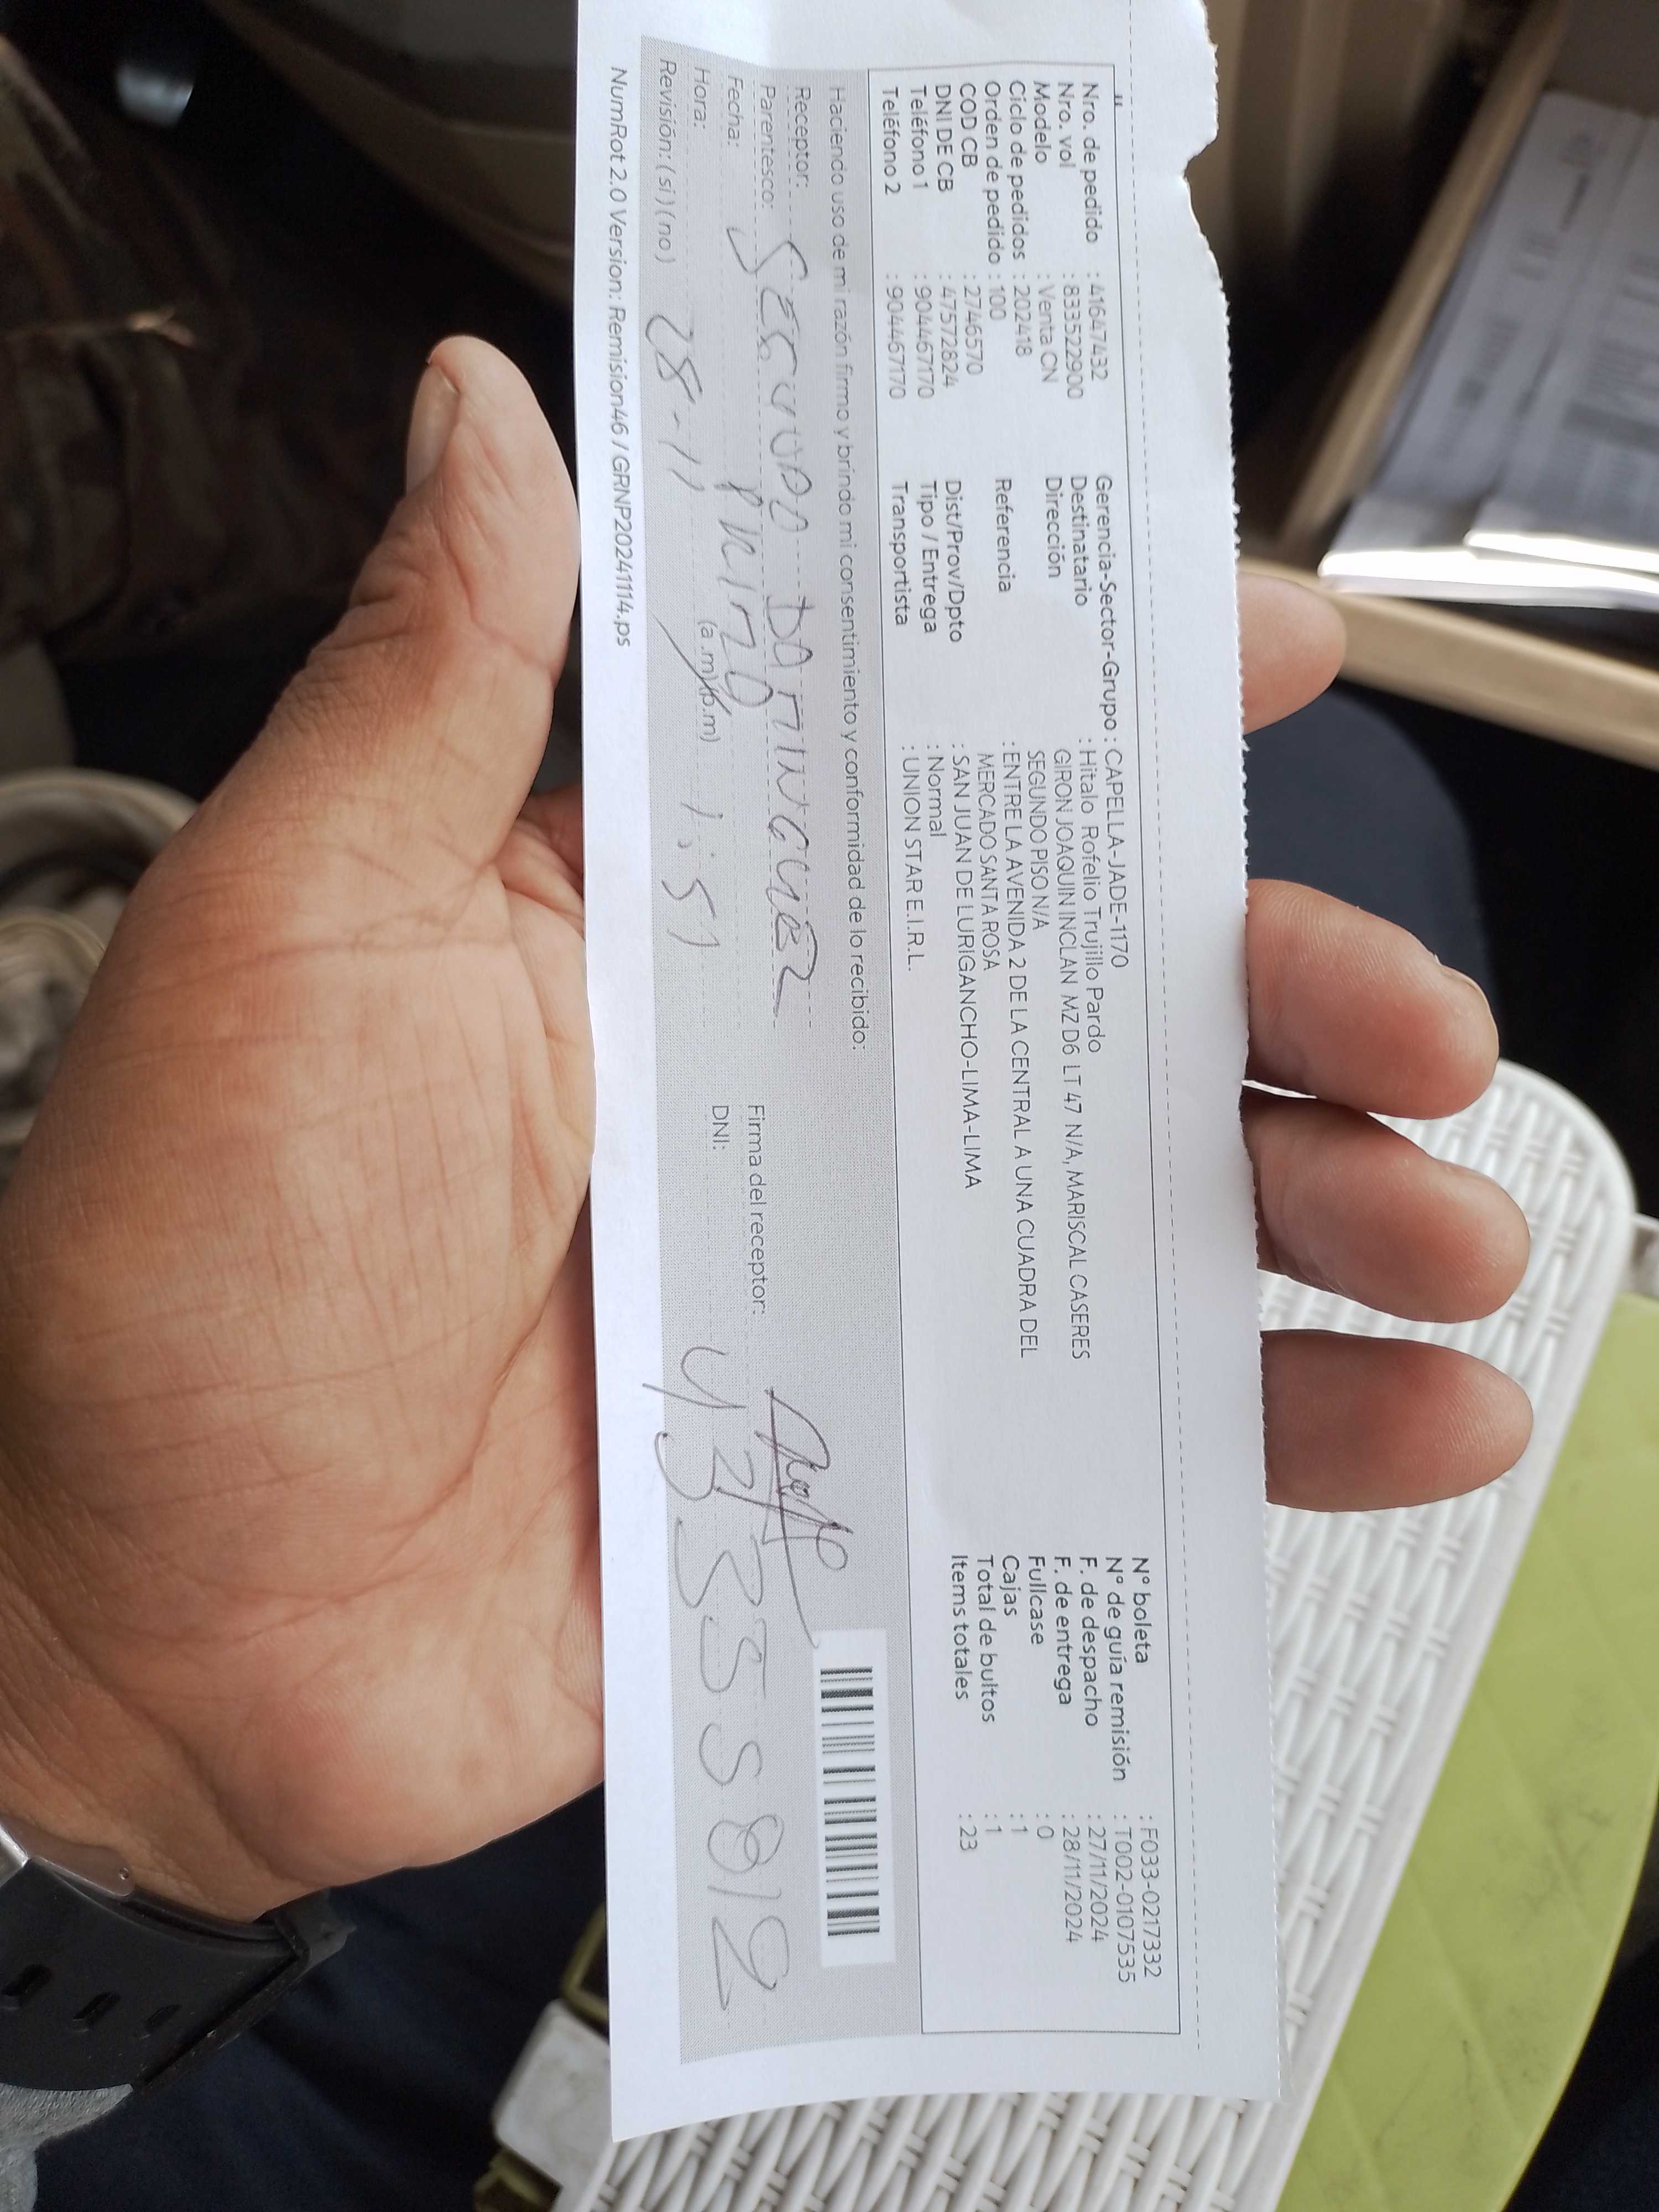 Nro. de pedido : 41647432
Nro. vol : 833522900
Modelo : Venta CN
Ciclo de pedidos : 202418
Orden de pedido : 100
COD CB : 2746570
DNI DE CB : 47572824
Teléfono 1 : 904467170
Teléfono 2 : 904467170
Gerencia-Sector-Grupo : CAPELLA-JADE-1170
Destinatario : Hitalo Rofelio Trujillo Pardo
Dirección GIRON JOAQUIN INCLAN MZ D6 LT 47 N/A, MARISCAL CASERES
SEGUNDO PISO N/A
Referencia : ENTRE LA AVENIDA 2 DE LA CENTRAL A UNA CUADRA DEL
MERCADO SANTA ROSA
Dist/Prov/Dpto : SAN JUAN DE LURIGANCHO-LIMA-LIMA
Tipo / Entrega : Normal
Transportista : UNION STAR E.I.R.L.
N° boleta : F033-0217332
N° de guía remisión : T002-0107535
F. de despacho : 27/11/2024
F. de entrega : 28/11/2024
Fullcase : 0
Cajas : 1
Total de bultos : 1
Items totales : 23
Haciendo uso de mi razón firmo y brindo mi consentimiento y conformidad de lo recibido:
Receptor:
Parentesco:
Fecha: 28-11
Hora: (a.m)(p.m) 1:51
Revisión: (si) (no)
Firma del receptor:
DNI:
NumRot 2.0 Version: Remision46 / GRNP20241114.ps